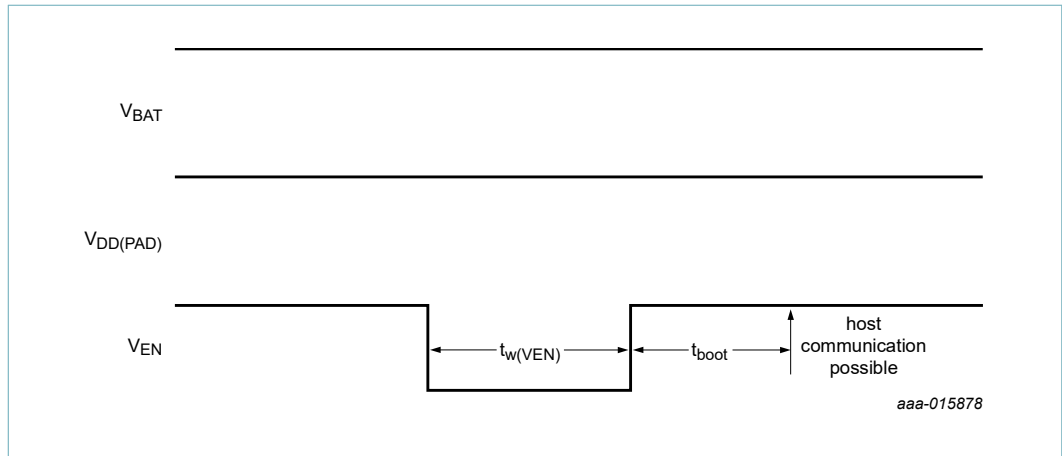 VBAT
VDD(PAD)
VEN
tw(VEN)
tboot
host
communication
possible
aaa-015878